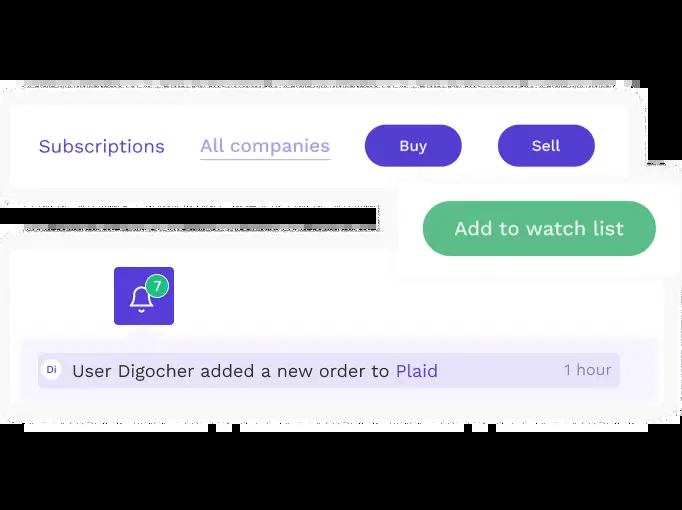 Subscriptions All companies Buy Sell
Add to watch list
7
Di User Digocher added a new order to Plaid 1 hour